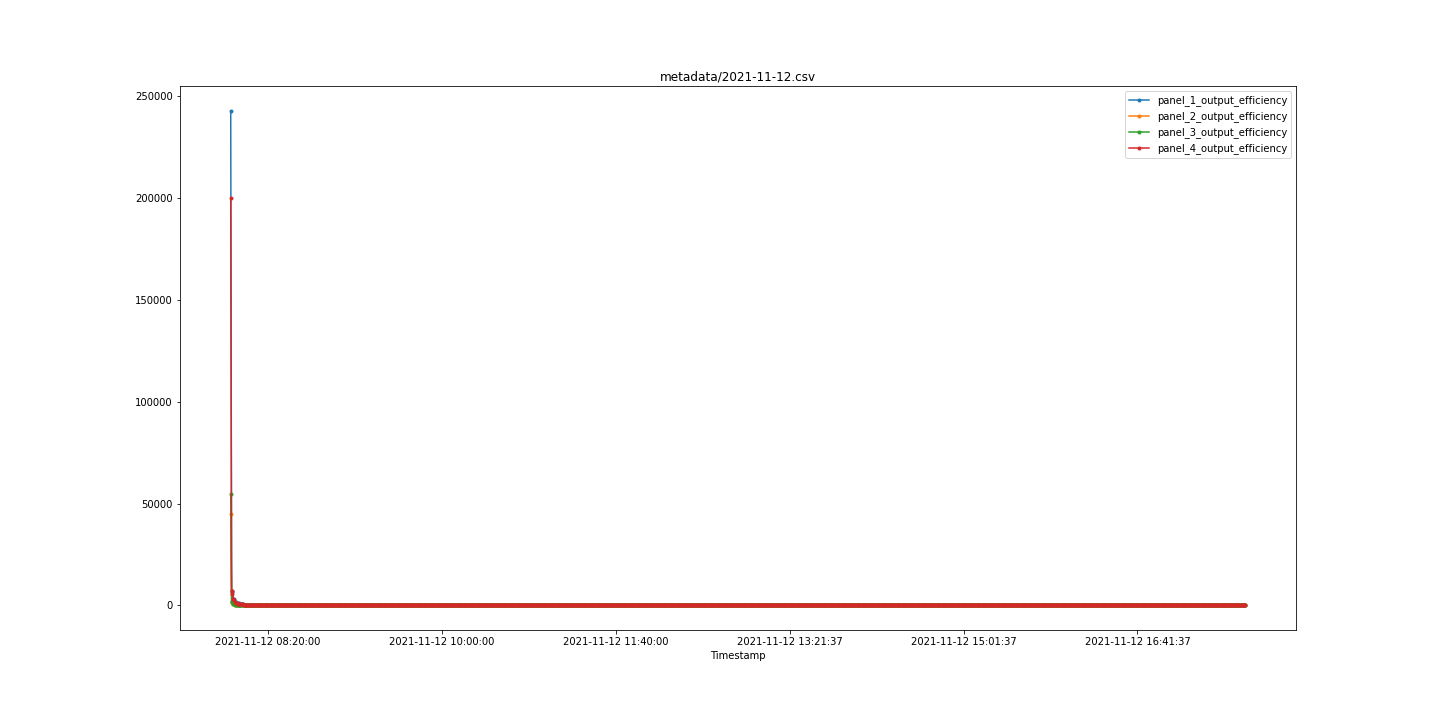 metadata/2021-11-12.csv
panel_1_output_efficiency
panel_2_output_efficiency
panel_3_output_efficiency
panel_4_output_efficiency
250000
200000
150000
100000
50000
0
2021-11-12 08:20:00 2021-11-12 10:00:00 2021-11-12 11:40:00 2021-11-12 13:21:37 2021-11-12 15:01:37 2021-11-12 16:41:37
Timestamp